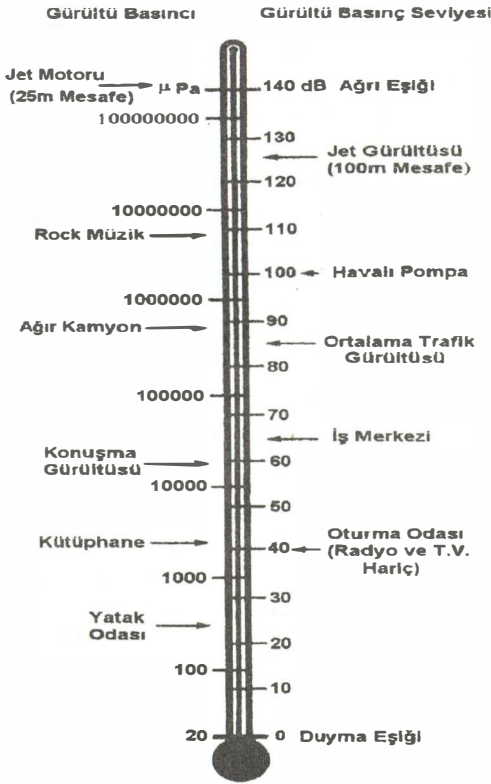 Gürültü Basıncı
Gürültü Basınç Seviyesi
Jet Motoru
(25m Mesafe)
μ Pa
140 dB Ağrı Eşiği
100000000
130
Jet Gürültüsü
(100m Mesafe)
120
10000000
110
Rock Müzik
100
Havalı Pompa
1000000
90
Ağır Kamyon
Ortalama Trafik
Gürültüsü
80
100000
70
İş Merkezi
Konuşma
Gürültüsü
60
10000
50
Kütüphane
40
Oturma Odası
(Radyo ve T.V.
Hariç)
1000
30
Yatak
Odası
20
100
10
20
0 Duyma Eşiği